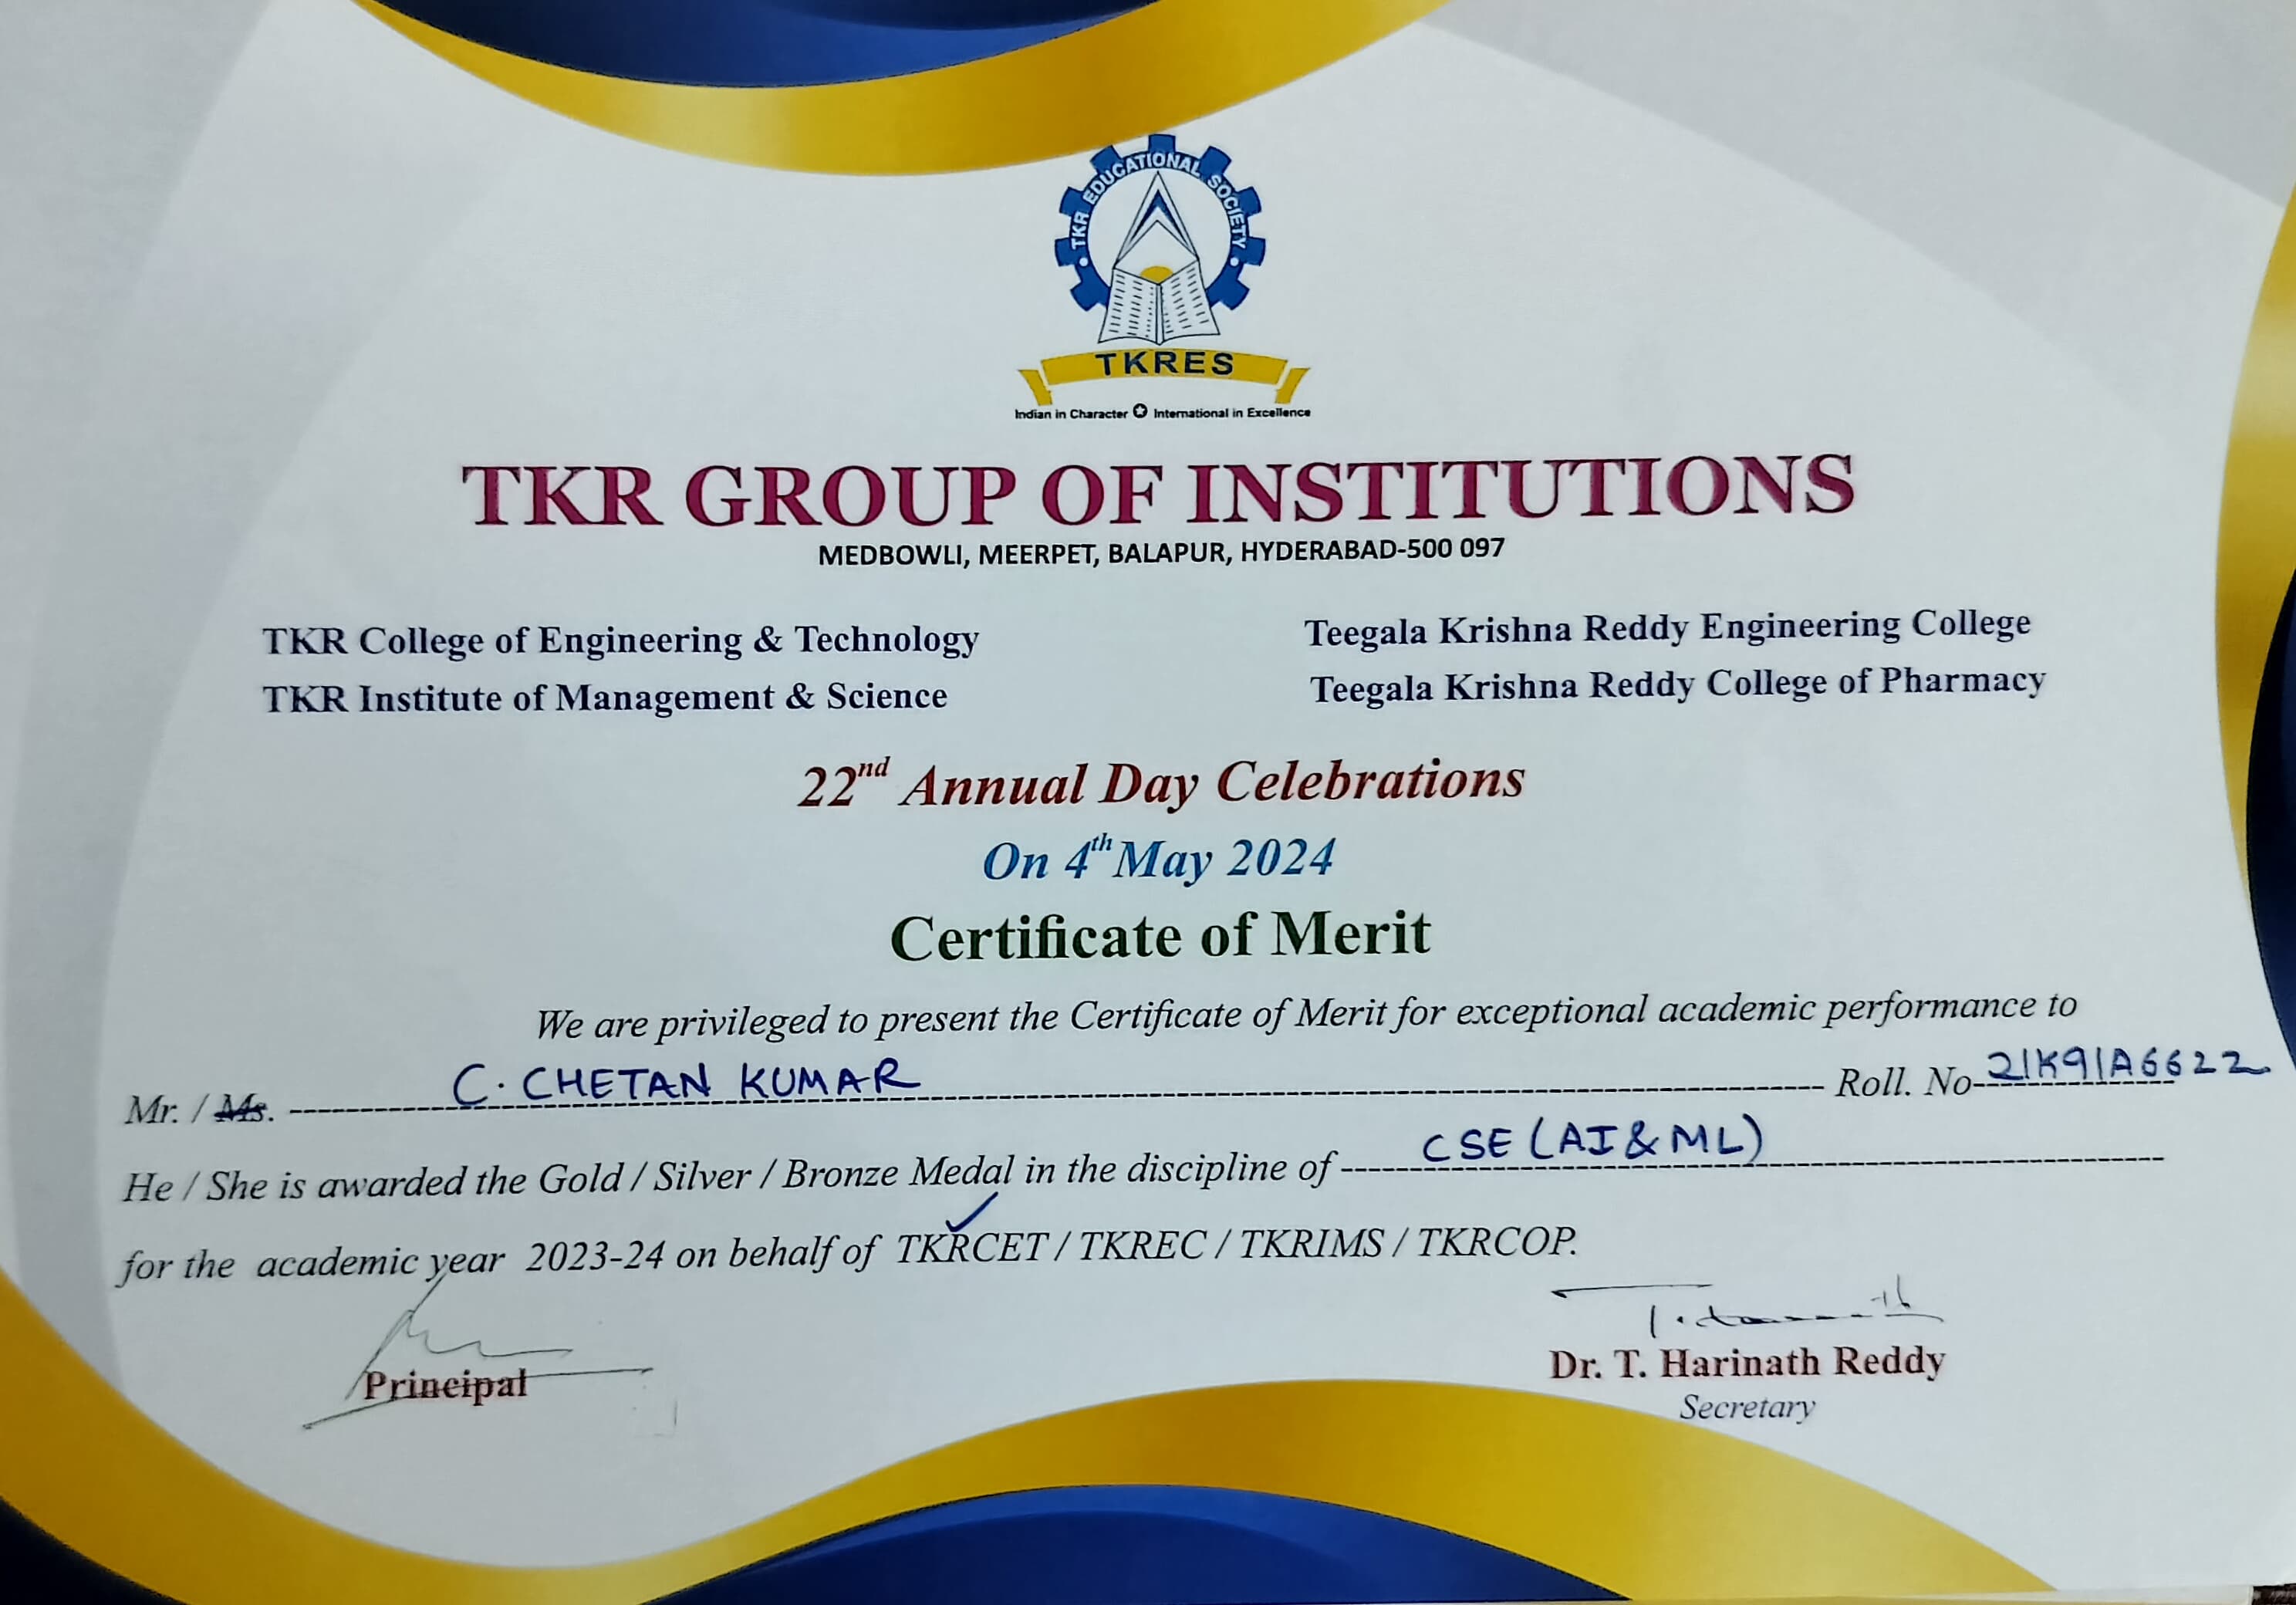 TKR EDUCATIONAL SOCIETY
TKRES
Indian in Character International in Excellence
TKR GROUP OF INSTITUTIONS
MEDBOWLI, MEERPET, BALAPUR, HYDERABAD-500 097
TKR College of Engineering & Technology Teegala Krishna Reddy Engineering College
TKR Institute of Management & Science Teegala Krishna Reddy College of Pharmacy
22nd Annual Day Celebrations
On 4th May 2024
Certificate of Merit
We are privileged to present the Certificate of Merit for exceptional academic performance to
Mr. / Ms. C. CHETAN KUMAR Roll. No 21K91A6622
He / She is awarded the Gold / Silver / Bronze Medal in the discipline of CSE (AI & ML)
for the academic year 2023-24 on behalf of TKRCET / TKREC / TKRIMS / TKRCOP.
Principal
Dr. T. Harinath Reddy
Secretary